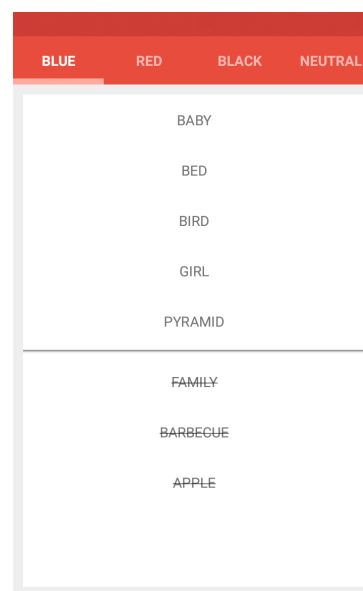 BLUE RED BLACK NEUTRAL
BABY
BED
BIRD
GIRL
PYRAMID
FAMILY
BARBECUE
APPLE